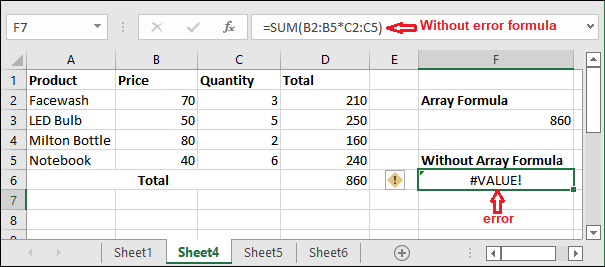 F7 =SUM(B2:B5*C2:C5) Without error formula
A B C D E F
1 Product Price Quantity Total
2 Facewash 70 3 210 Array Formula
3 LED Bulb 50 5 250 860
4 Milton Bottle 80 2 160
5 Notebook 40 6 240 Without Array Formula
6 Total 860 #VALUE!
7
8 error
9
Sheet1 Sheet4 Sheet5 Sheet6